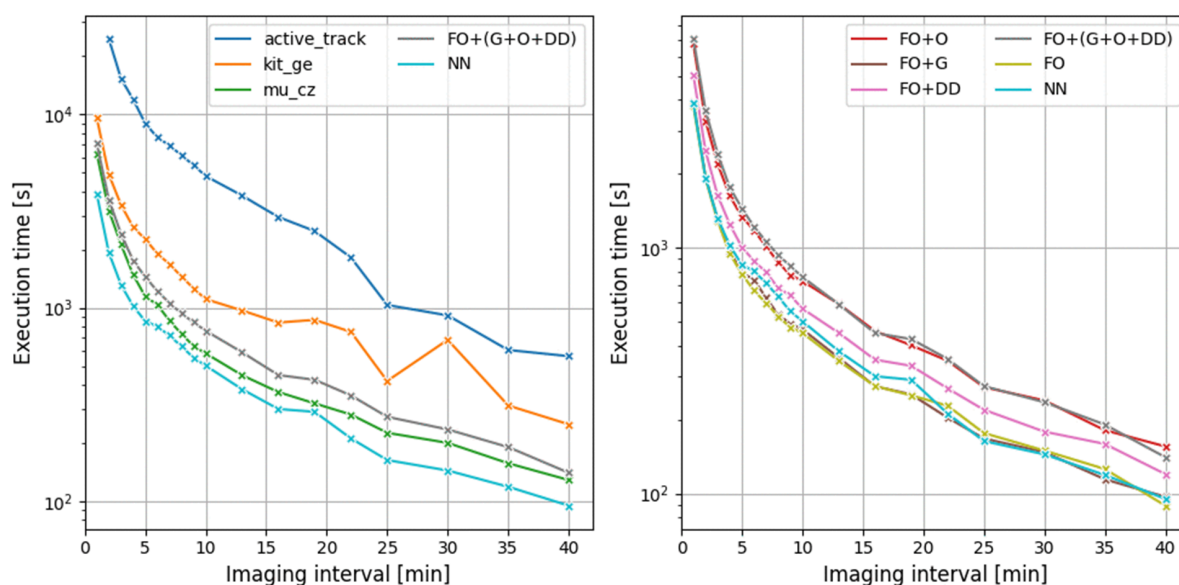 active_track
kit_ge
mu_cz
FO+(G+O+DD)
NN
10⁴
10³
10²
Execution time [s]
0 5 10 15 20 25 30 35 40
Imaging interval [min]
FO+O
FO+G
FO+DD
FO+(G+O+DD)
FO
NN
10³
10²
Execution time [s]
0 5 10 15 20 25 30 35 40
Imaging interval [min]